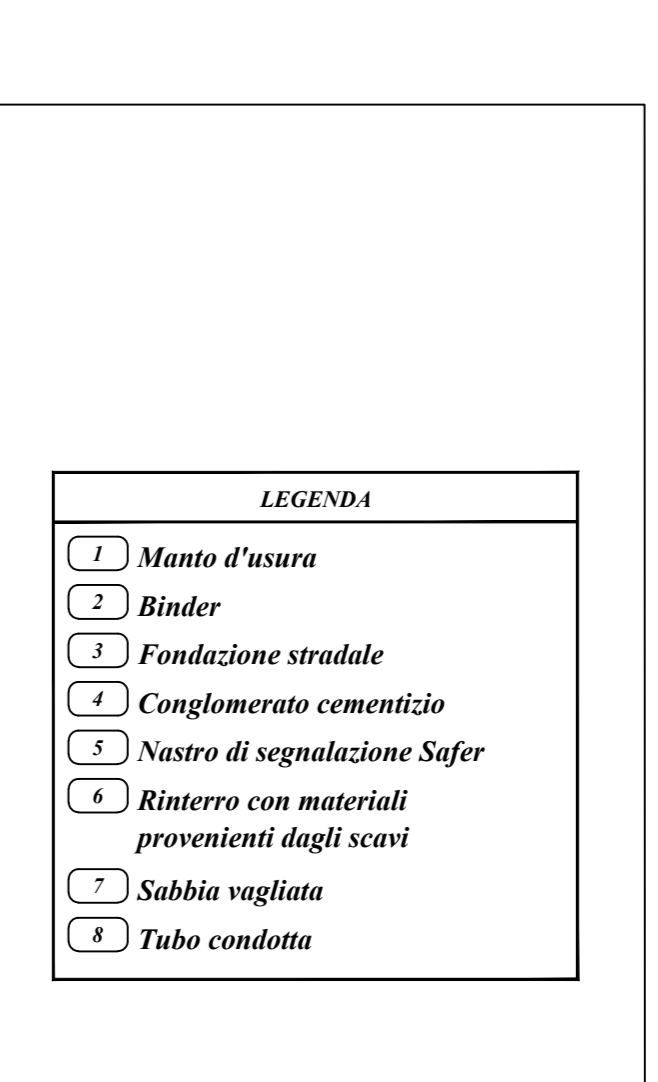 LEGENDA
1 Manto d'usura
2 Binder
3 Fondazione stradale
4 Conglomerato cementizio
5 Nastro di segnalazione Safer
6 Rinterro con materiali
provenienti dagli scavi
7 Sabbia vagliata
8 Tubo condotta